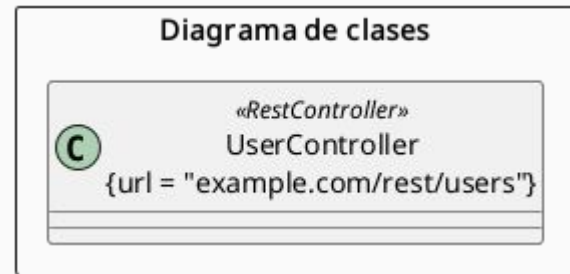 Diagrama de clases
«RestController»
C
UserController
{url = "example.com/rest/users"}